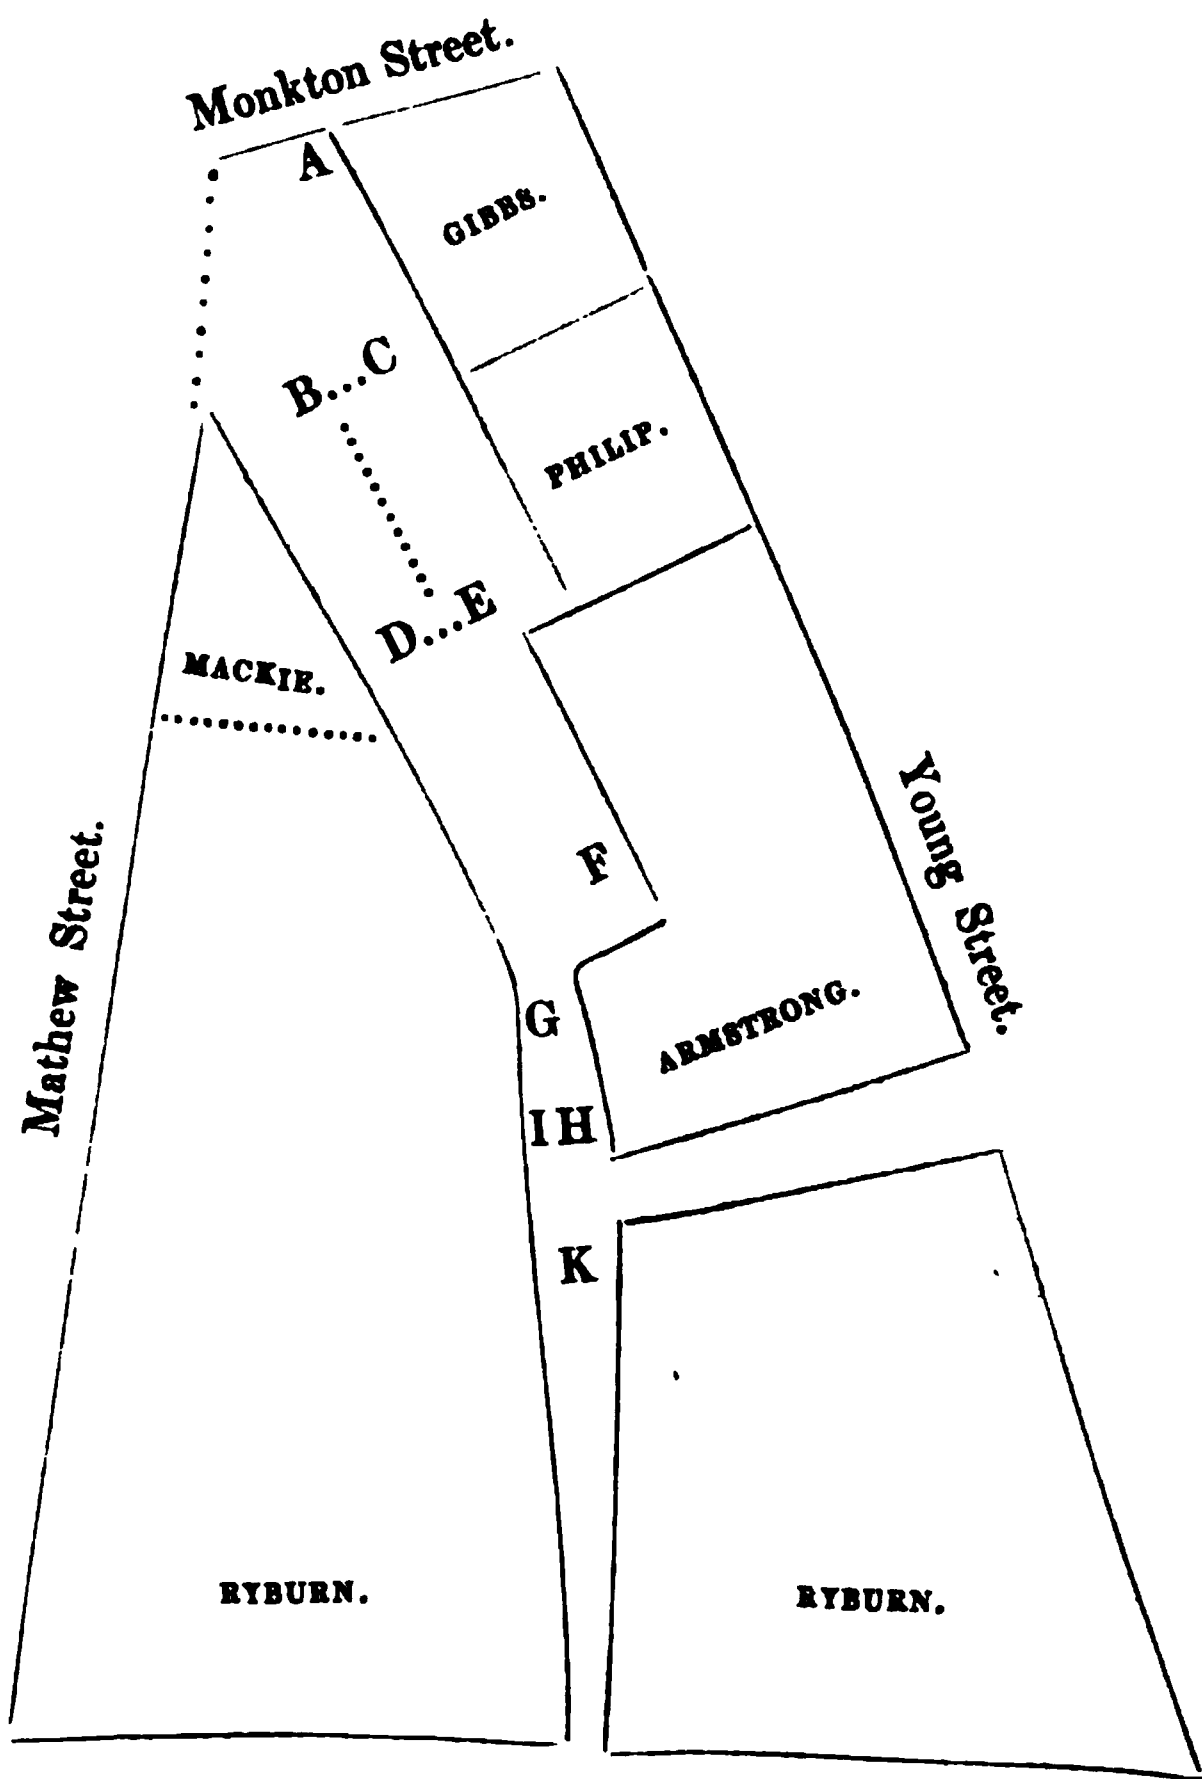 Monkton Street.
A
GIBBS.
B...C
PHILIP.
D...E
MACKIE.
Young Street.
Mathew Street.
F
G
ARMSTRONG.
I H
K
RYBURN.
RYBURN.